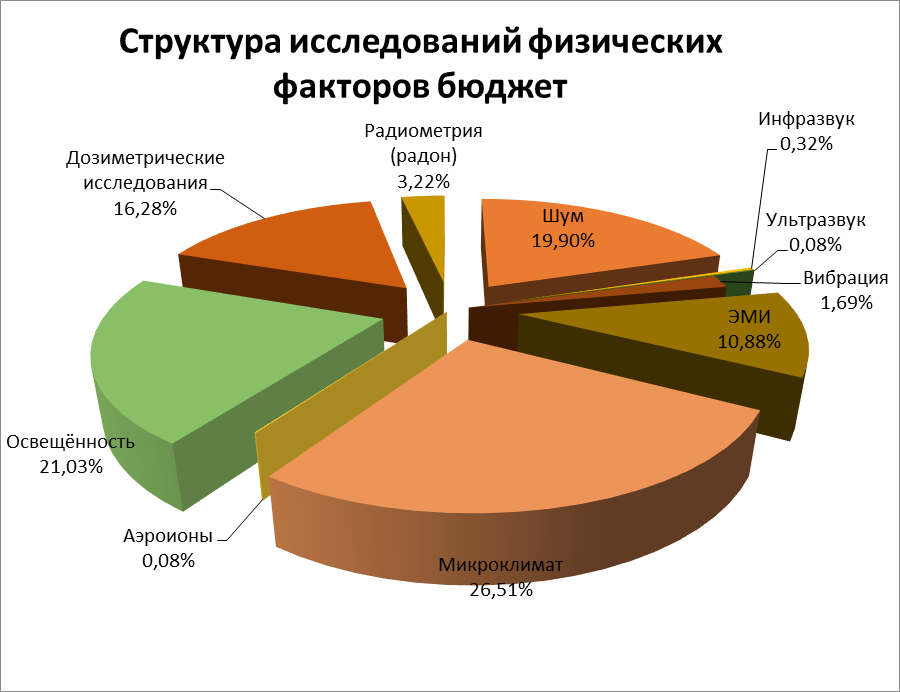 Структура исследований физических
факторов бюджет
Радиометрия
(радон)
3,22%
Инфразвук
0,32%
Дозиметрические
исследования
16,28%
Шум
19,90%
Ультразвук
0,08%
Вибрация
1,69%
ЭМИ
10,88%
Освещённость
21,03%
Аэроионы
0,08%
Микроклимат
26,51%